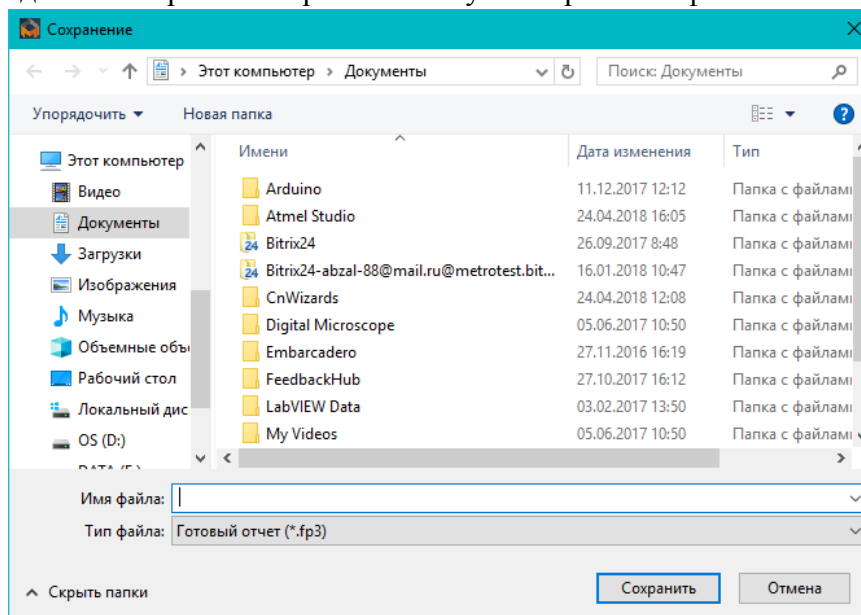 Сохранение
Этот компьютер › Документы
Поиск: Документы
Упорядочить
Новая папка
Имени Дата изменения Тип
Этот компьютер
Видео
Документы
Загрузки
Изображения
Музыка
Объемные объ
Рабочий стол
Локальный дис
OS (D:)
Arduino 11.12.2017 12:12 Папка с файлами
Atmel Studio 24.04.2018 16:05 Папка с файлами
Bitrix24 26.09.2017 8:48 Папка с файлами
Bitrix24-abzal-88@mail.ru@metrotest.bit... 16.01.2018 10:47 Папка с файлами
CnWizards 24.04.2018 12:08 Папка с файлами
Digital Microscope 05.06.2017 10:50 Папка с файлами
Embarcadero 27.11.2016 16:19 Папка с файлами
FeedbackHub 27.10.2017 16:12 Папка с файлами
LabVIEW Data 03.02.2017 13:50 Папка с файлами
My Videos 05.06.2017 10:50 Папка с файлами
Имя файла:
Тип файла: Готовый отчет (*.fp3)
Скрыть папки
Сохранить
Отмена